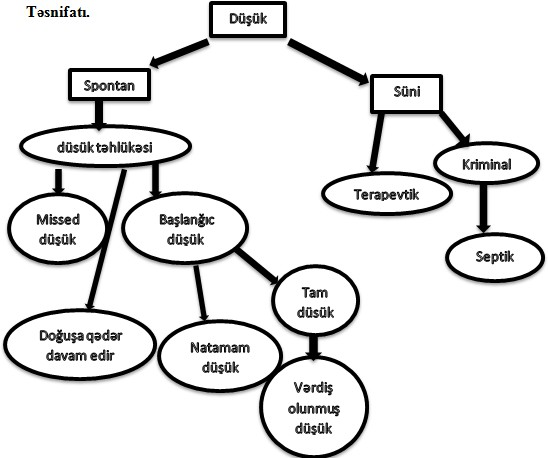 Təsnifatı.
Düşük
Spontan
Süni
düsük təhlükəsi
Kriminal
Terapevtik
Missed
düşük
Başlanğıc
düşük
Septik
Tam
düşük
Doğuşa qədər
davam edir
Natamam
düşük
Vərdiş
olunmuş
düşük